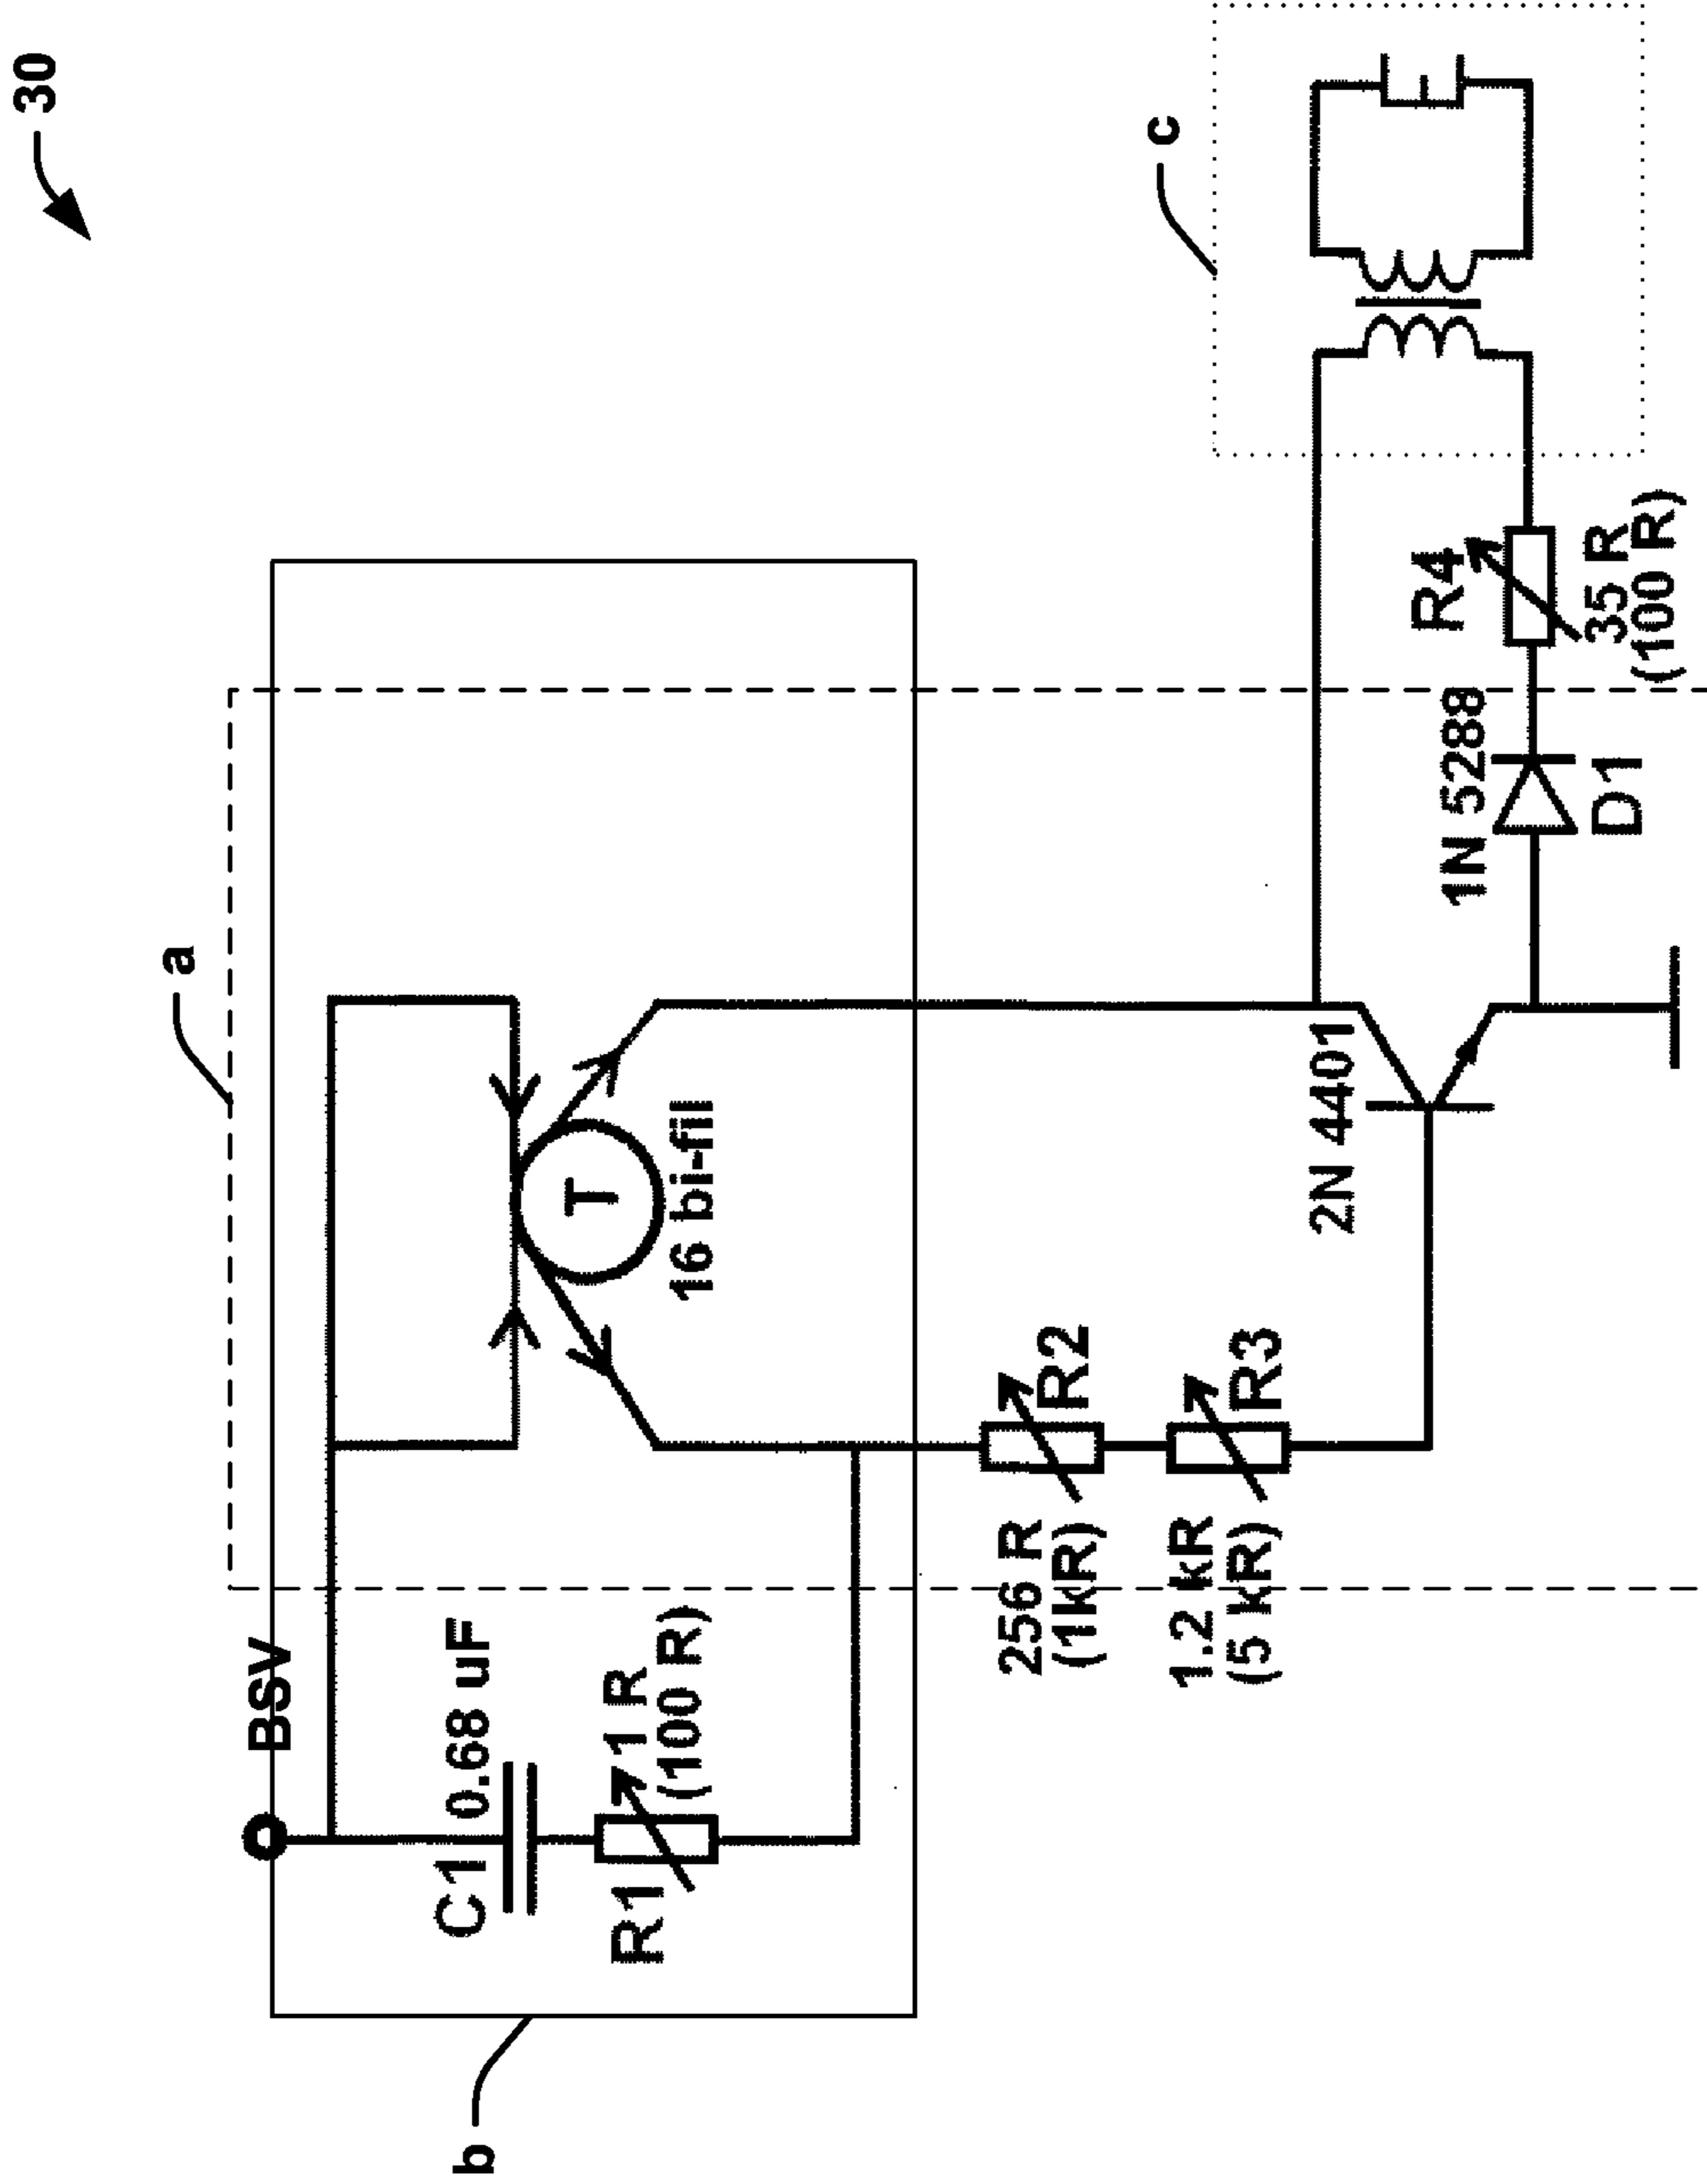 30
a
b
c
BSV
C1 0.68 uF
R1
1 R
(100 R)
T
16 bi-fil
256 R
(1kR)
R2
1.2 kR
(5 kR)
R3
2N 4401
1N 5288
D1
R4
35 R
(100 R)